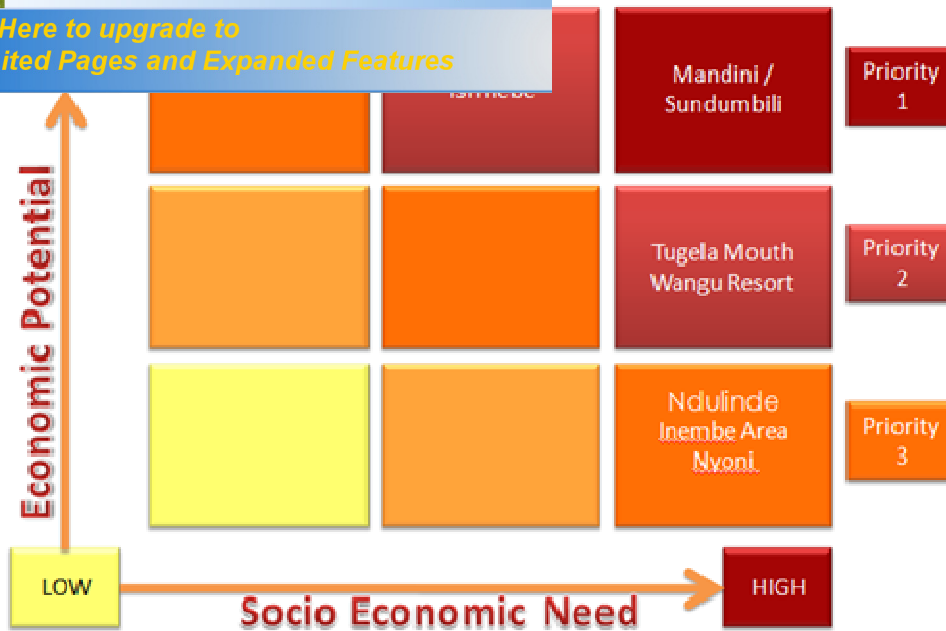 Here to upgrade to
ited Pages and Expanded Features
Mandini /
Sundumbili
Priority
1
Economic Potential
Tugela Mouth
Wangu Resort
Priority
2
Ndulinde
Inembe Area
Nyoni
Priority
3
LOW
Socio Economic Need
HIGH